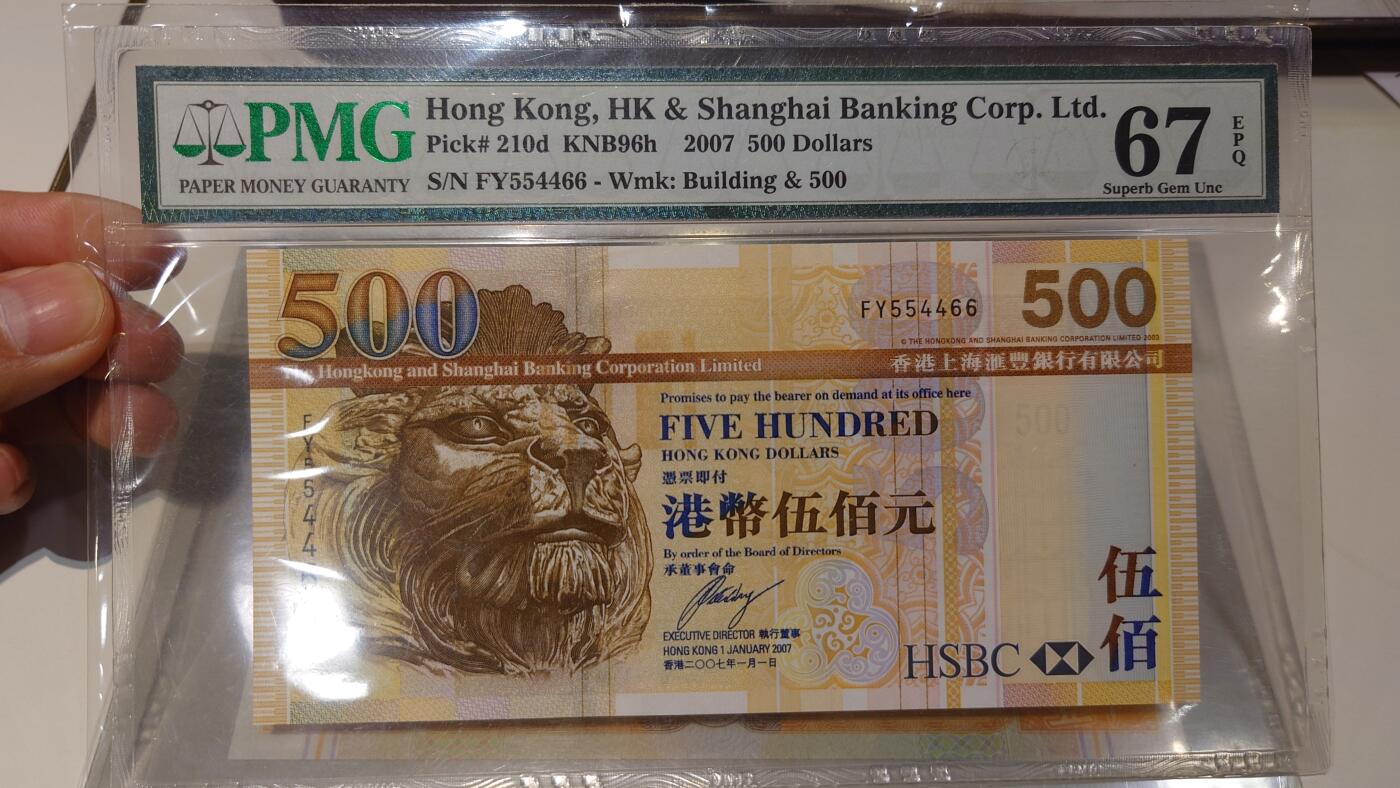 PMG
PAPER MONEY GUARANTY
Hong Kong, HK & Shanghai Banking Corp. Ltd.
Pick# 210d KNB96h 2007 500 Dollars
S/N FY554466 - Wmk: Building & 500
67
EPQ
Superb Gem Unc
500
FY554466
500
© THE HONGKONG AND SHANGHAI BANKING CORPORATION LIMITED 2003
The Hongkong and Shanghai Banking Corporation Limited
香港上海滙豐銀行有限公司
Promises to pay the bearer on demand at its office here
FIVE HUNDRED
HONG KONG DOLLARS
憑票即付
港幣伍佰元
500
By order of the Board of Directors
承董事會命
EXECUTIVE DIRECTOR 執行董事
HONG KONG 1 JANUARY 2007
香港二〇〇七年一月一日
HSBC
伍佰